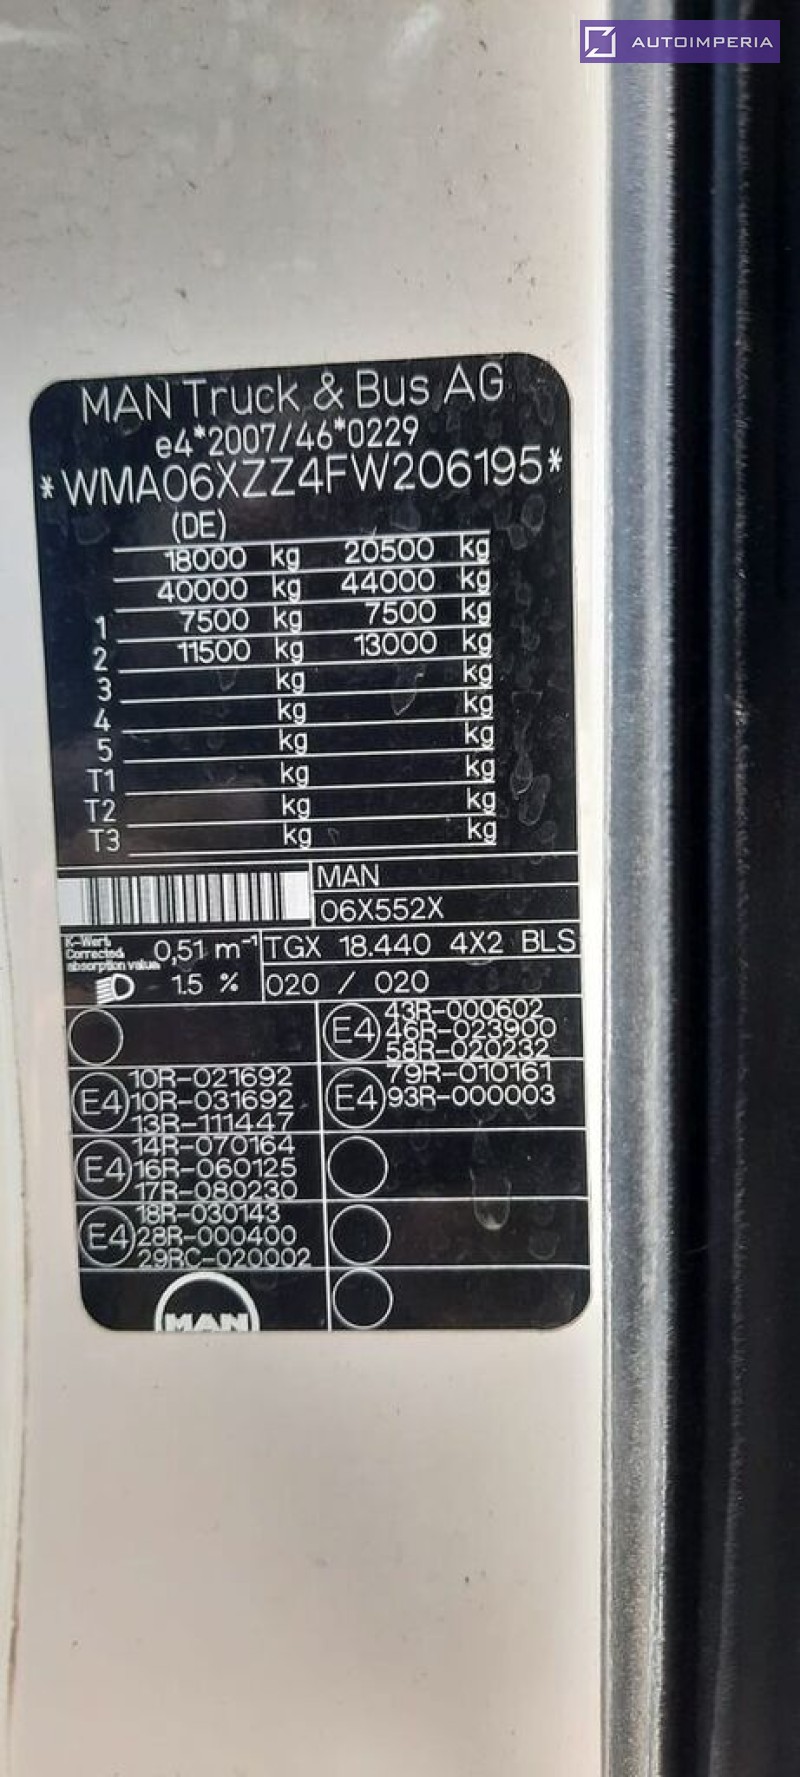 AUTOIMPERIA
MAN Truck & Bus AG
e4*2007/46*0229
*WMA06XZZ4FW206195*
(DE)
18000 kg 20500 kg
40000 kg 44000 kg
1 7500 kg 7500 kg
2 11500 kg 13000 kg
3 kg kg
4 kg kg
5 kg kg
T1 kg kg
T2 kg kg
T3 kg kg
MAN
06X552X
K-Wert
Corrected
absorption value
0,51 m-1
TGX 18.440 4X2 BLS
1.5 %
020 / 020
E4
43R-000602
46R-023900
58R-020232
E4
10R-021692
10R-031692
13R-111447
E4
79R-010161
93R-000003
E4
14R-070164
16R-060125
17R-080230
E4
18R-030143
28R-000400
29RC-020002
MAN